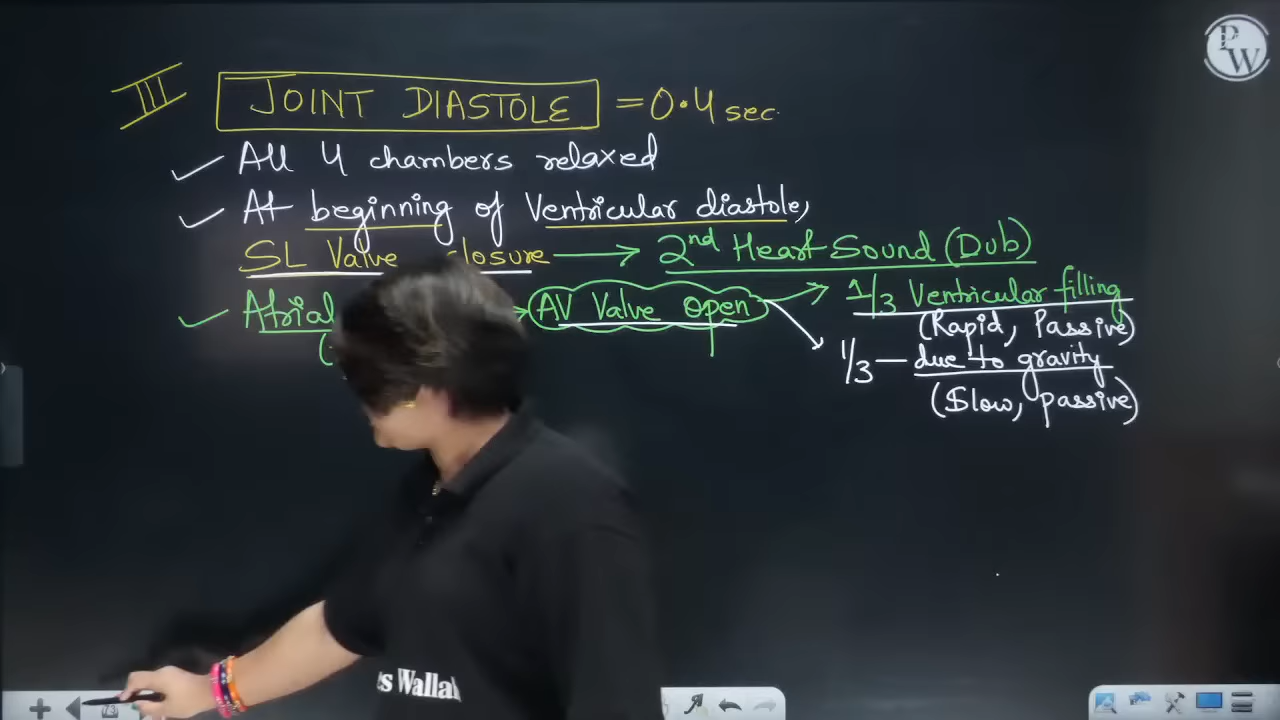 III JOINT DIASTOLE = 0.4 sec.
All 4 chambers relaxed
At beginning of Ventricular diastole,
SL Valve closure → 2nd Heart Sound (Dub)
Atrial → AV Valve Open → 1/3 Ventricular filling
(Rapid, Passive)
1/3 — due to gravity
(Slow, passive)
PW
s Wallah